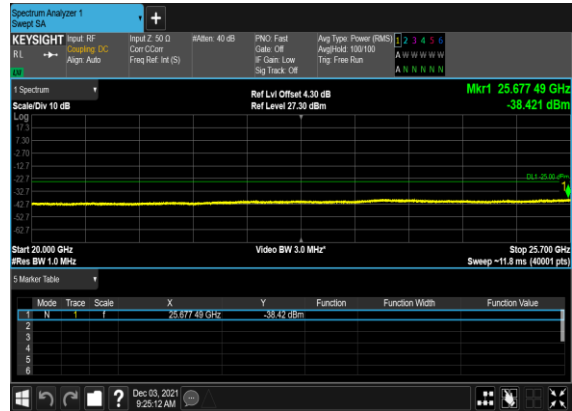 Spectrum Analyzer 1
Swept SA
+
KEYSIGHT Input: RF Input Z: 50 Ω #Atten: 40 dB PNO: Fast Avg Type: Power (RMS) 1 2 3 4 5 6
RL Coupling: DC Corr CCorr Gate: Off Avg|Hold: 100/100 A W W W W W
Align: Auto Freq Ref: Int (S) IF Gain: Low Trig: Free Run A N N N N N
Sig Track: Off
1 Spectrum Ref Lvl Offset 4.30 dB Mkr1 25.677 49 GHz
Scale/Div 10 dB Ref Level 27.30 dBm -38.421 dBm
Log
17.3
7.30
-2.70
-12.7
-22.7 DL1 -25.00 dBm
-32.7 1
-42.7
-52.7
-62.7
Start 20.000 GHz Video BW 3.0 MHz* Stop 25.700 GHz
#Res BW 1.0 MHz Sweep ~11.8 ms (40001 pts)
5 Marker Table
Mode Trace Scale X Y Function Function Width Function Value
1 N 1 f 25.677 49 GHz -38.42 dBm
2
3
4
5
6
? Dec 03, 2021
9:25:12 AM